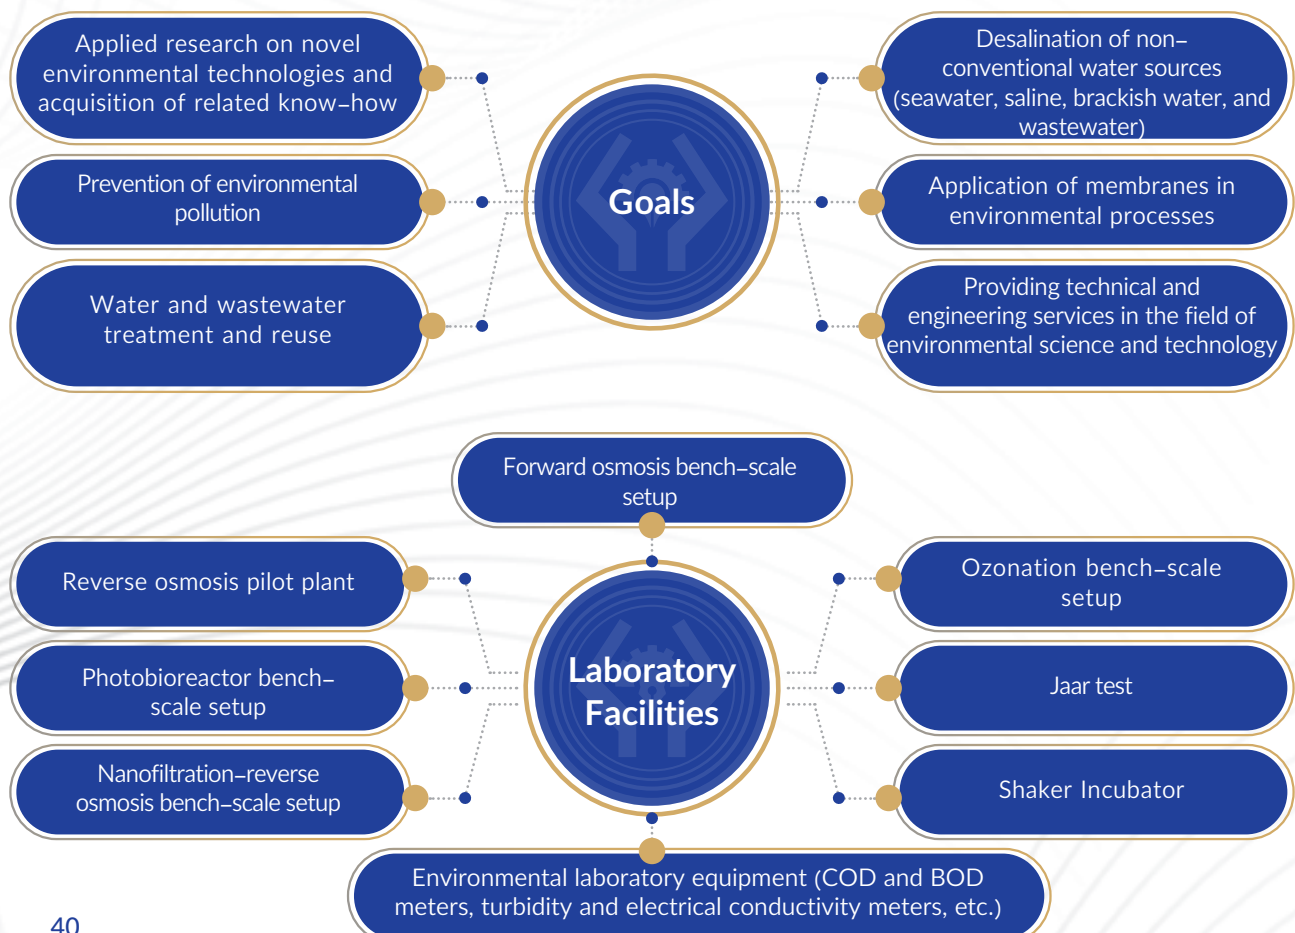 Applied research on novel
environmental technologies and
acquisition of related know-how
Prevention of environmental
pollution
Water and wastewater
treatment and reuse
Goals
Desalination of non-
conventional water sources
(seawater, saline, brackish water, and
wastewater)
Application of membranes in
environmental processes
Providing technical and
engineering services in the field of
environmental science and technology
Forward osmosis bench-scale
setup
Reverse osmosis pilot plant
Photobioreactor bench-
scale setup
Nanofiltration-reverse
osmosis bench-scale setup
Laboratory
Facilities
Ozonation bench-scale
setup
Jaar test
Shaker Incubator
Environmental laboratory equipment (COD and BOD
meters, turbidity and electrical conductivity meters, etc.)
40